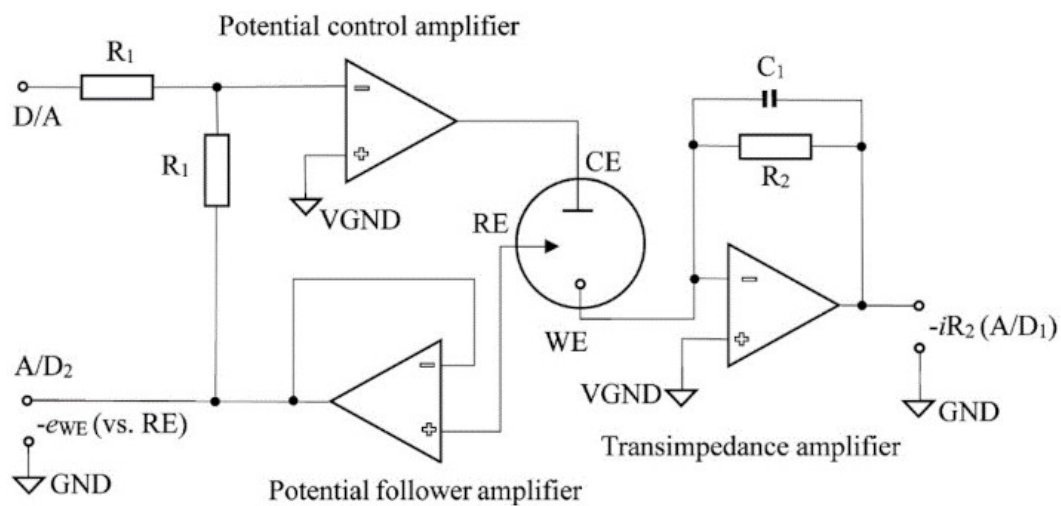 Potential control amplifier
R₁
D/A
R₁
VGND
C₁
R₂
CE
RE
WE
VGND
-iR₂ (A/D₁)
GND
Transimpedance amplifier
A/D₂
-eWE (vs. RE)
GND
Potential follower amplifier